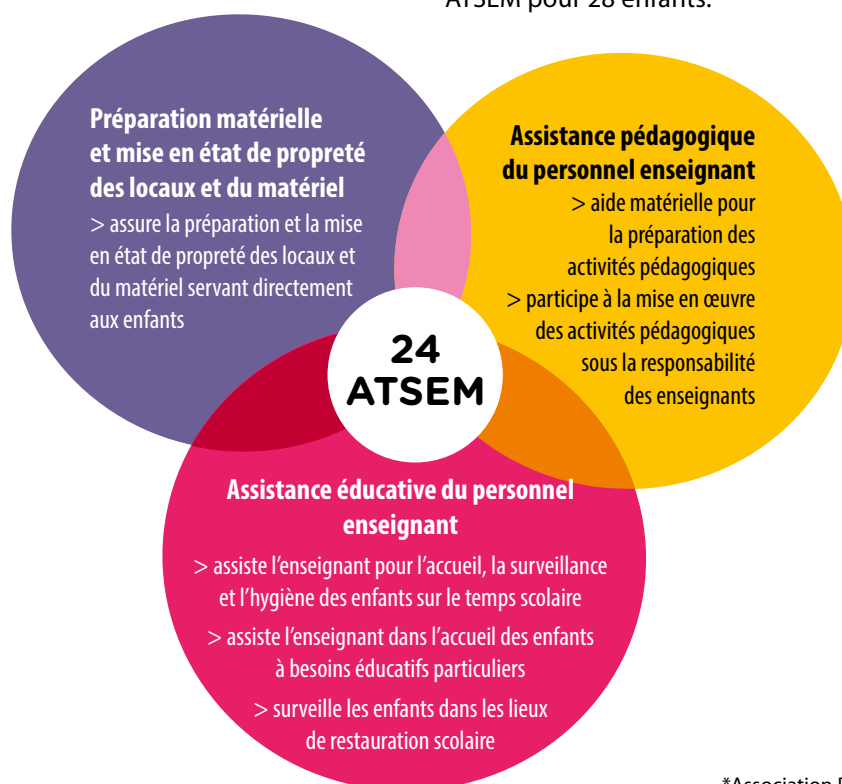 ATSEM pour 28 enfants.
Préparation matérielle
et mise en état de propreté
des locaux et du matériel
> assure la préparation et la mise
en état de propreté des locaux et
du matériel servant directement
aux enfants
Assistance pédagogique
du personnel enseignant
> aide matérielle pour
la préparation des
activités pédagogiques
> participe à la mise en œuvre
des activités pédagogiques
sous la responsabilité
des enseignants
24
ATSEM
Assistance éducative du personnel
enseignant
> assiste l’enseignant pour l’accueil, la surveillance
et l’hygiène des enfants sur le temps scolaire
> assiste l’enseignant dans l’accueil des enfants
à besoins éducatifs particuliers
> surveille les enfants dans les lieux
de restauration scolaire
*Association